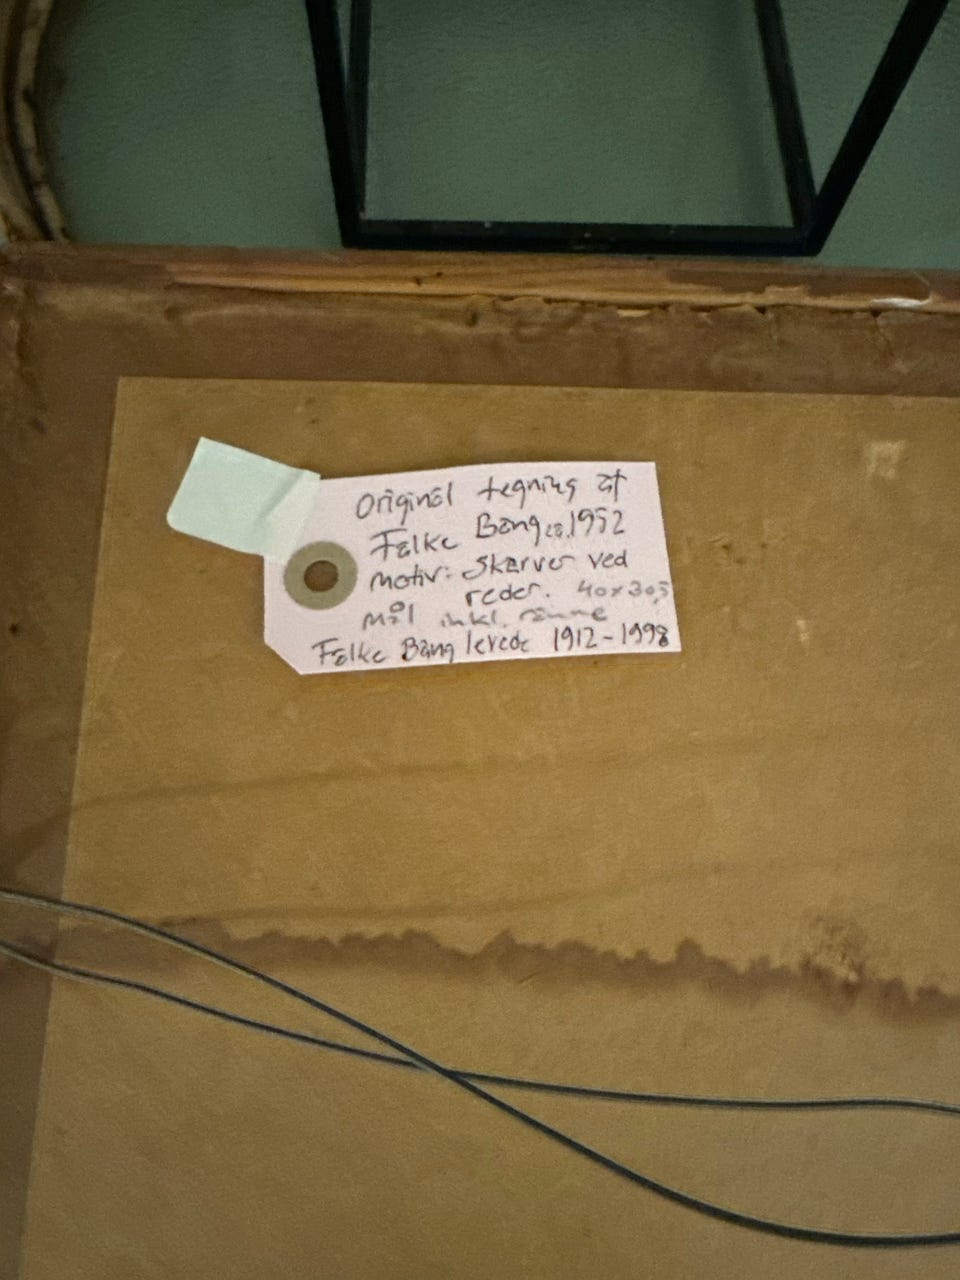 Original tegning af
Falke Bang ca. 1952
motiv: Skarver ved
reder. 40x30,5
mål inkl. ramme
Falke Bang levede 1912-1998